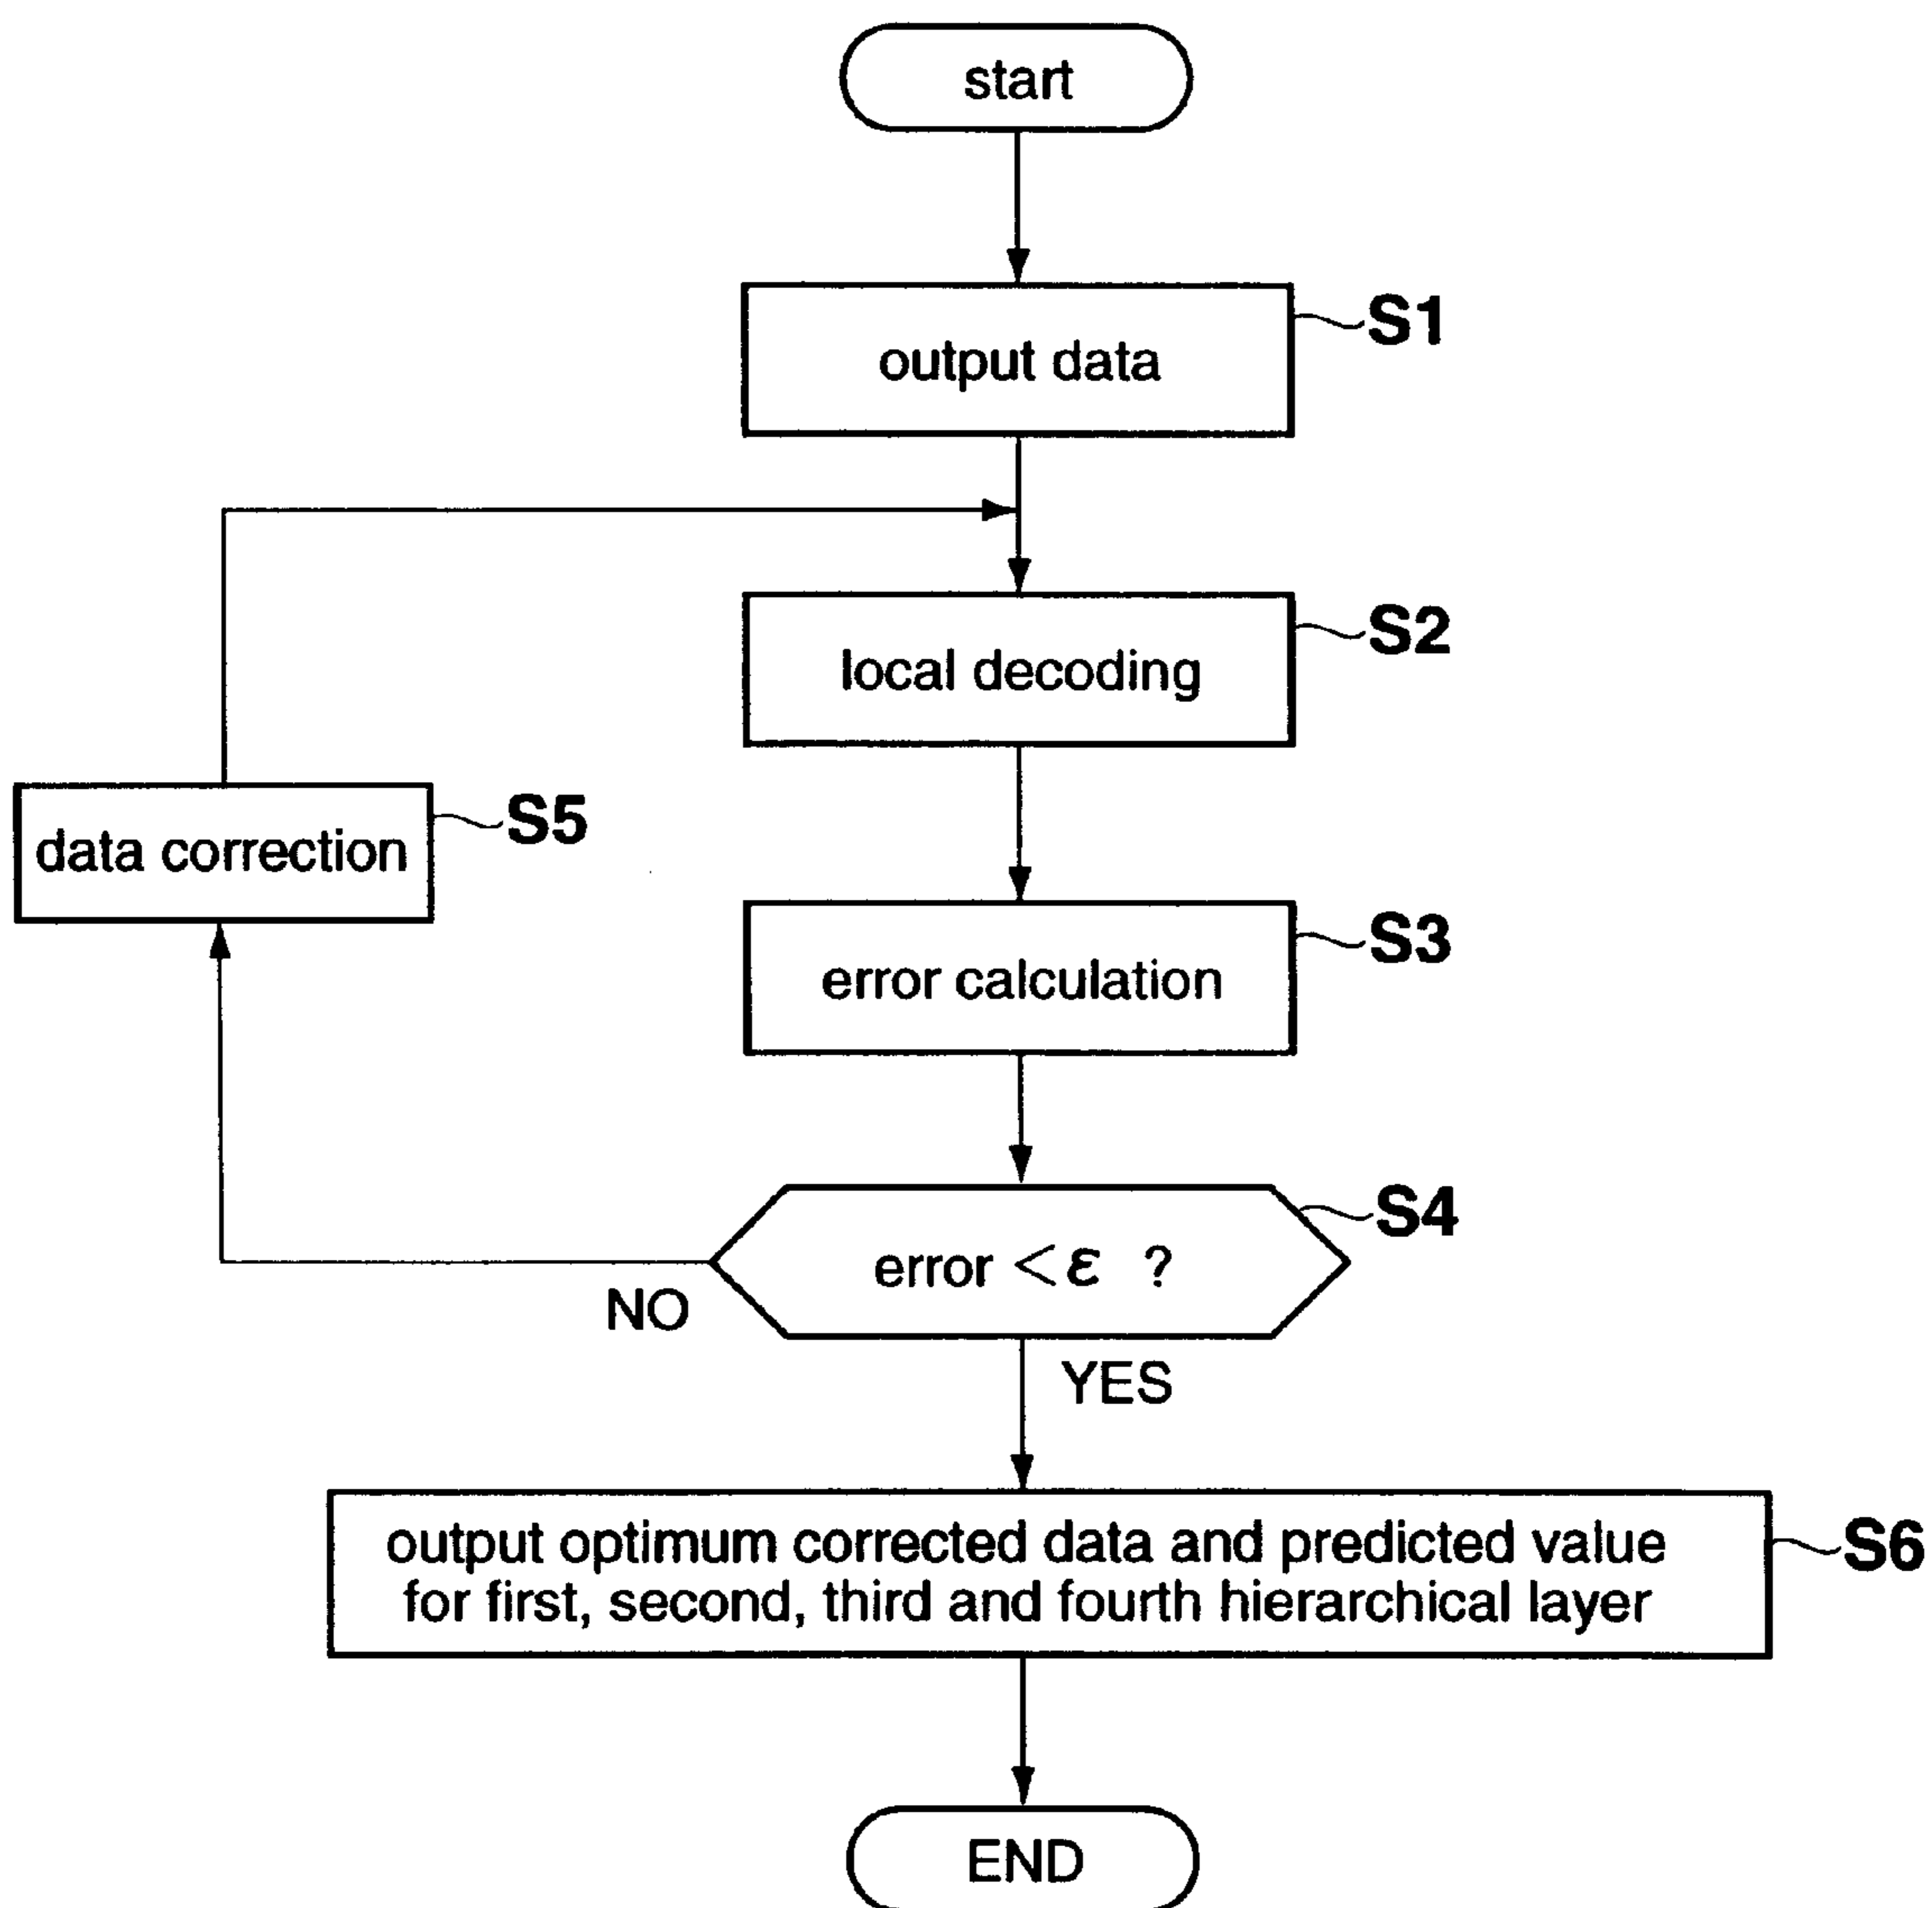 start
output data
S1
local decoding
S2
data correction
S5
error calculation
S3
error < ε ?
S4
NO
YES
output optimum corrected data and predicted value
for first, second, third and fourth hierarchical layer
S6
END